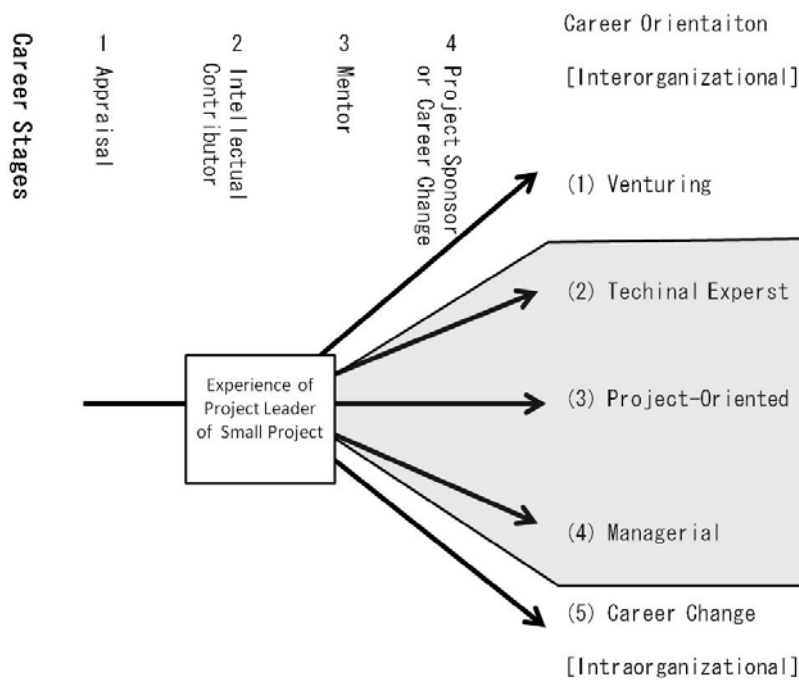 Career Stages
1 Appraisal
2 Intellectual
Contributor
3 Mentor
4 Project Sponsor
or Career Change
Career Orientaiton
[Interorganizational]
(1) Venturing
(2) Techinal Experst
Experience of
Project Leader
of Small Project
(3) Project-Oriented
(4) Managerial
(5) Career Change
[Intraorganizational]